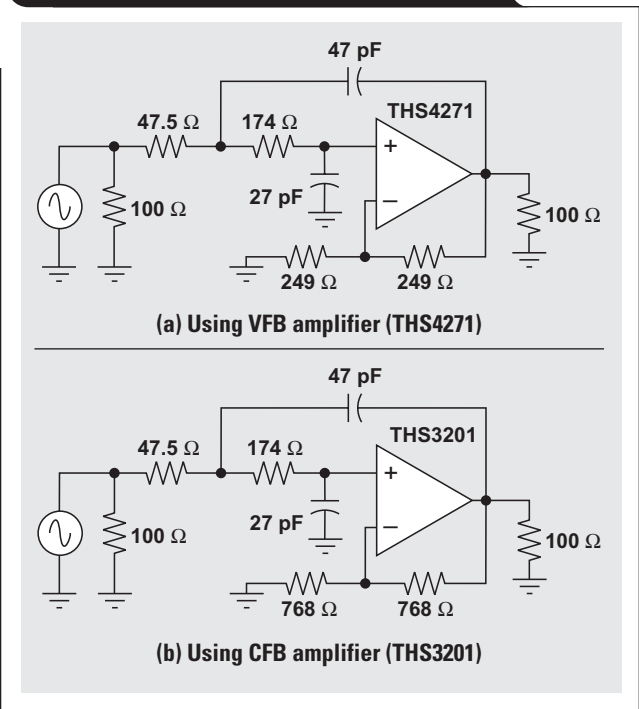 47 pF
THS4271
47.5 Ω
174 Ω
+
27 pF
100 Ω
−
100 Ω
249 Ω
249 Ω
(a) Using VFB amplifier (THS4271)
47 pF
THS3201
47.5 Ω
174 Ω
+
27 pF
100 Ω
−
100 Ω
768 Ω
768 Ω
(b) Using CFB amplifier (THS3201)